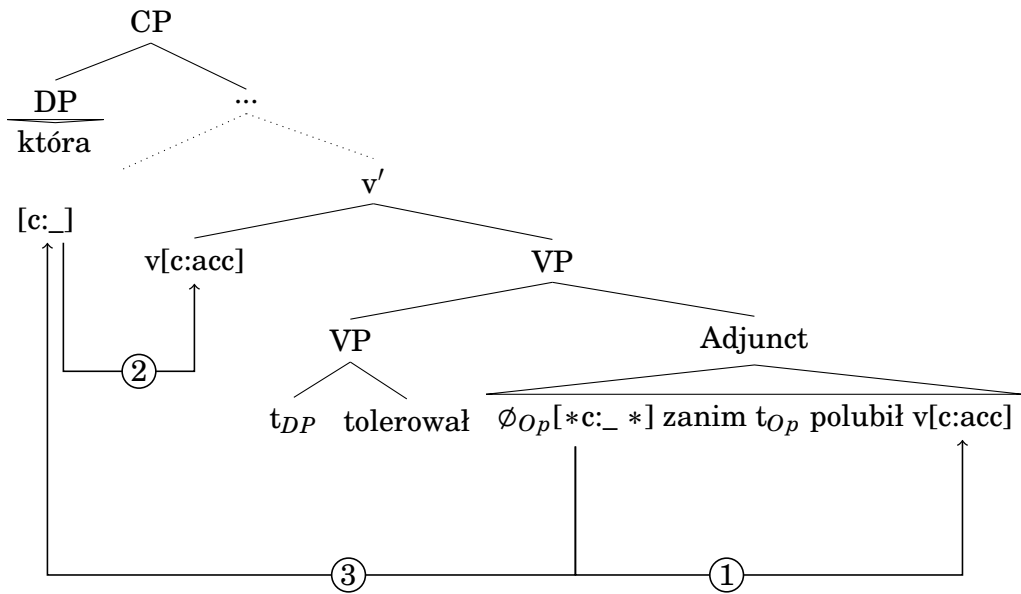 CP
DP ...
która
v′
[c:_]
v[c:acc] VP
VP Adjunct
t_DP tolerował ∅_Op[∗c:_ ∗] zanim t_Op polubił v[c:acc]
②
③ ①